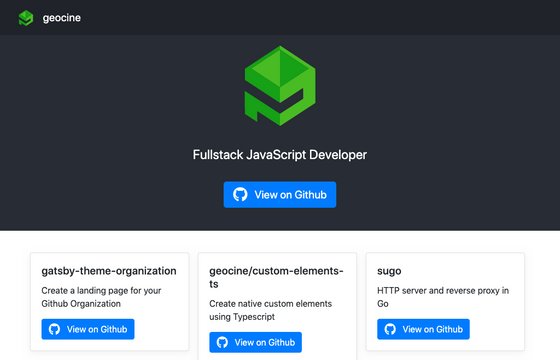 geocine
Fullstack JavaScript Developer
View on Github
gatsby-theme-organization
Create a landing page for your
Github Organization
View on Github
geocine/custom-elements-
ts
Create native custom elements
using Typescript
View on Github
sugo
HTTP server and reverse proxy in
Go
View on Github